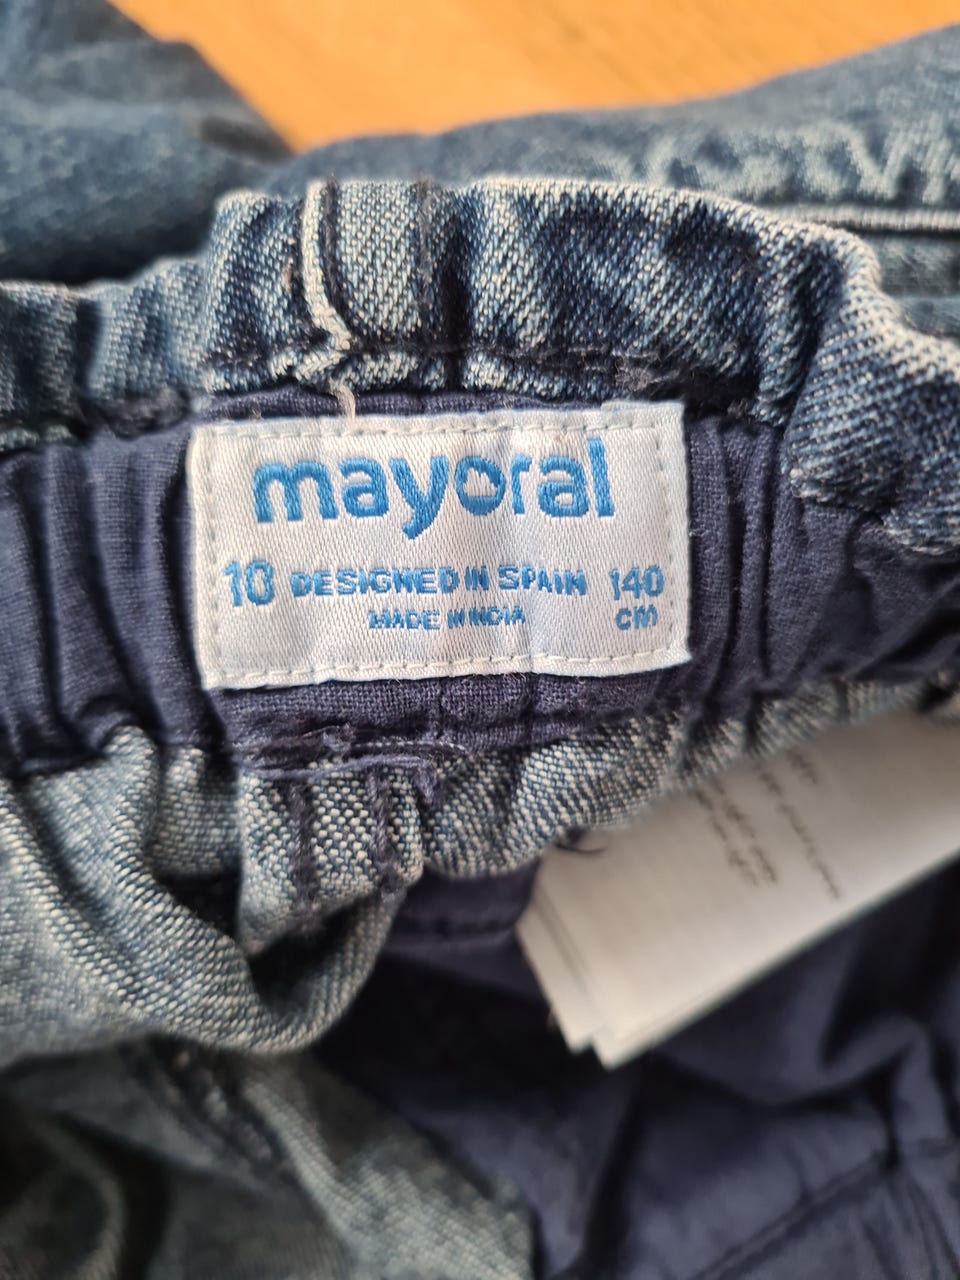 mayoral
10 DESIGNED IN SPAIN 140
MADE IN INDIA cm